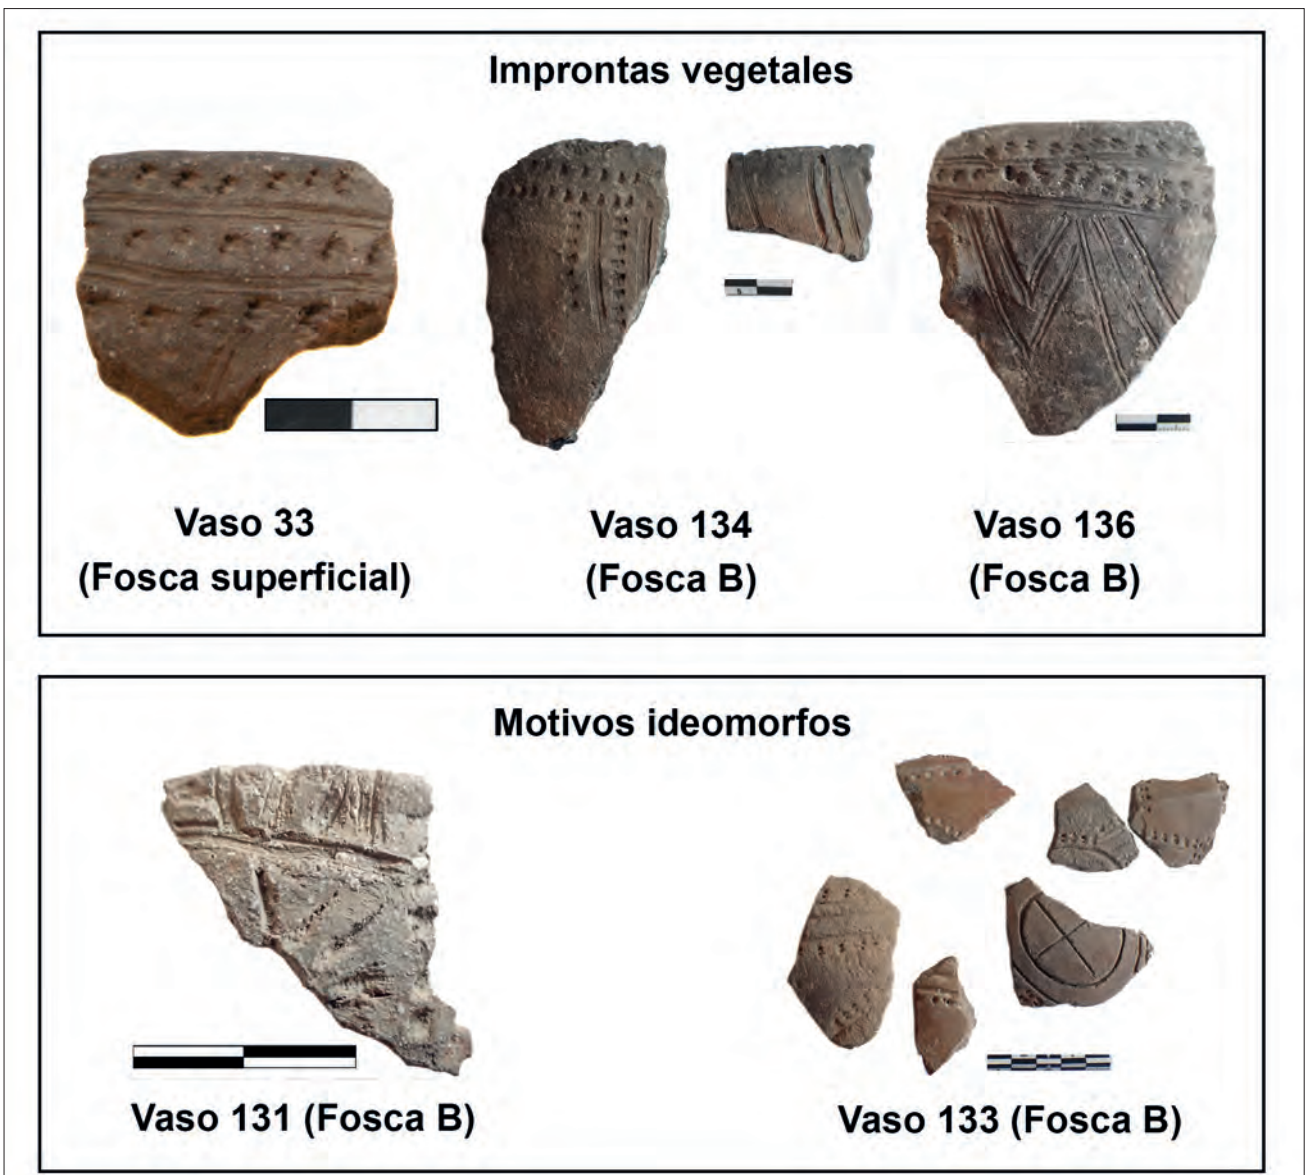 Improntas vegetales
Vaso 33
(Fosca superficial)
Vaso 134
(Fosca B)
Vaso 136
(Fosca B)
Motivos ideomorfos
Vaso 131 (Fosca B)
Vaso 133 (Fosca B)